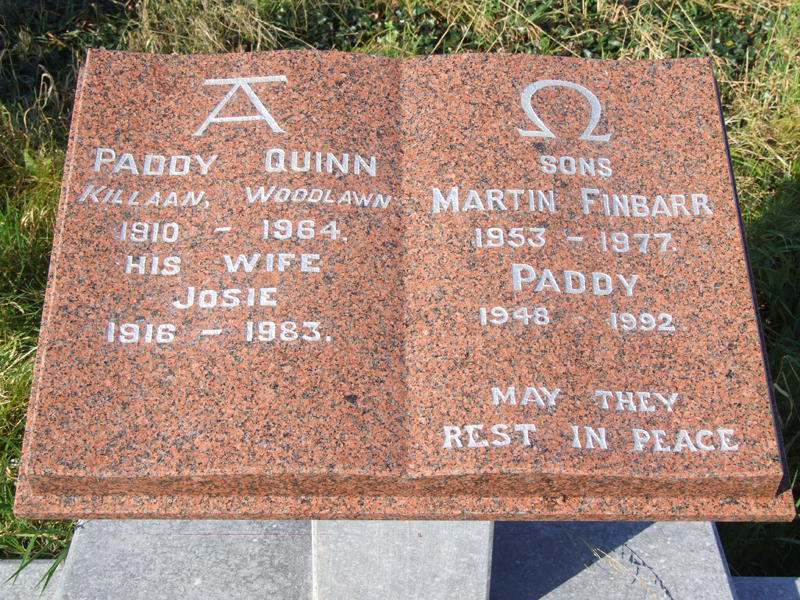 Α
PADDY QUINN
KILLAAN, WOODLAWN
1910 - 1964.
HIS WIFE
JOSIE
1916 - 1983.
Ω
SONS
MARTIN FINBARR
1953 - 1977.
PADDY
1948 - 1992
MAY THEY
REST IN PEACE